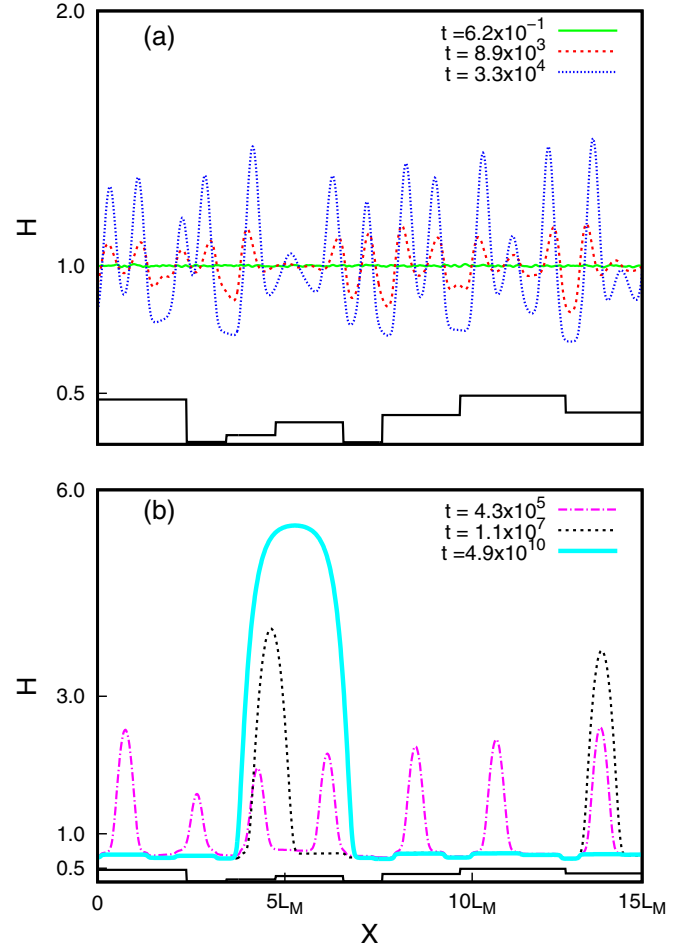 2.0
(a)
t =6.2x10⁻¹
t = 8.9x10³
t = 3.3x10⁴
H
1.0
0.5
6.0
(b)
t = 4.3x10⁵
t = 1.1x10⁷
t =4.9x10¹⁰
H
3.0
1.0
0.5
0 5L_M 10L_M 15L_M
X